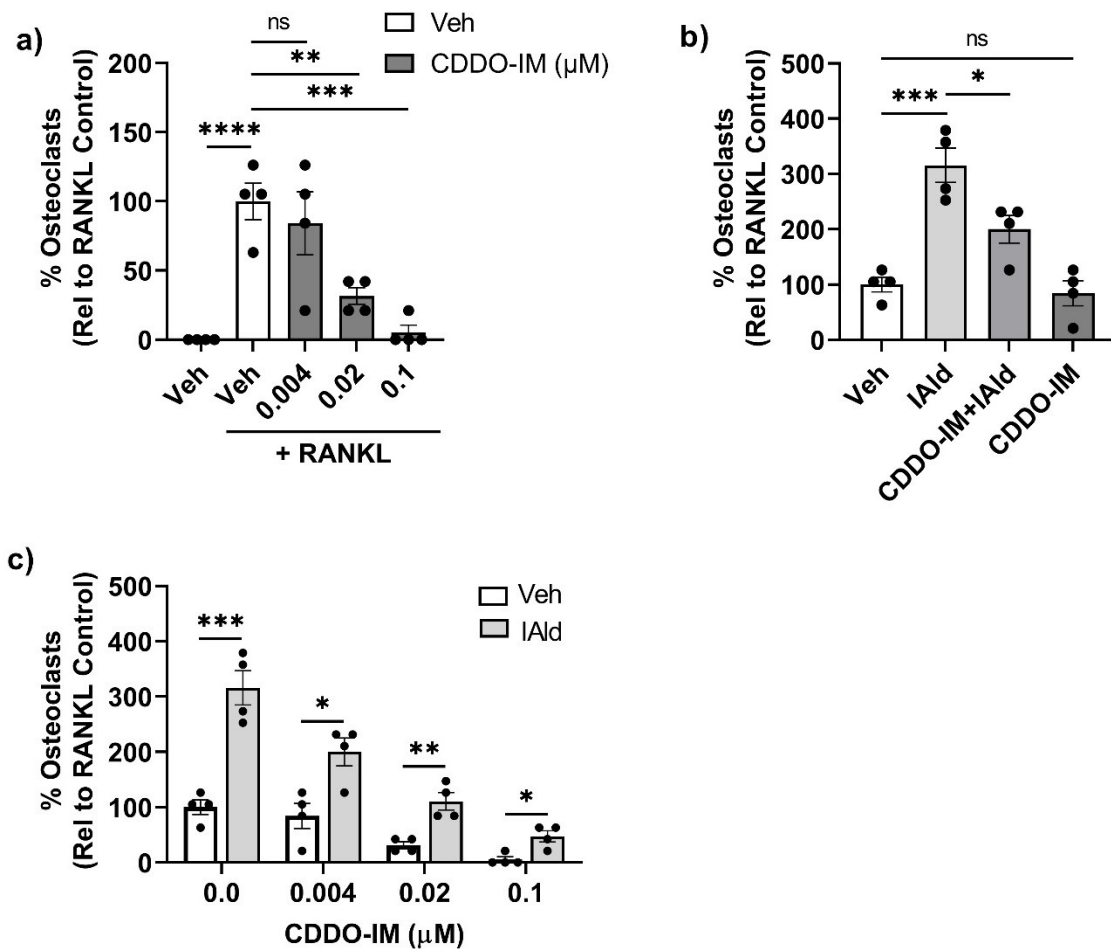 a)
ns
**
***
****
Veh
CDDO-IM (µM)
% Osteoclasts
(Rel to RANKL Control)
200
150
100
50
0
Veh
Veh
0.004
0.02
0.1
+ RANKL
b)
ns
*
***
% Osteoclasts
(Rel to RANKL Control)
500
400
300
200
100
0
Veh
IAld
CDDO-IM+IAld
CDDO-IM
c)
Veh
IAld
% Osteoclasts
(Rel to RANKL Control)
500
400
300
200
100
0
***
*
**
*
0.0
0.004
0.02
0.1
CDDO-IM (µM)